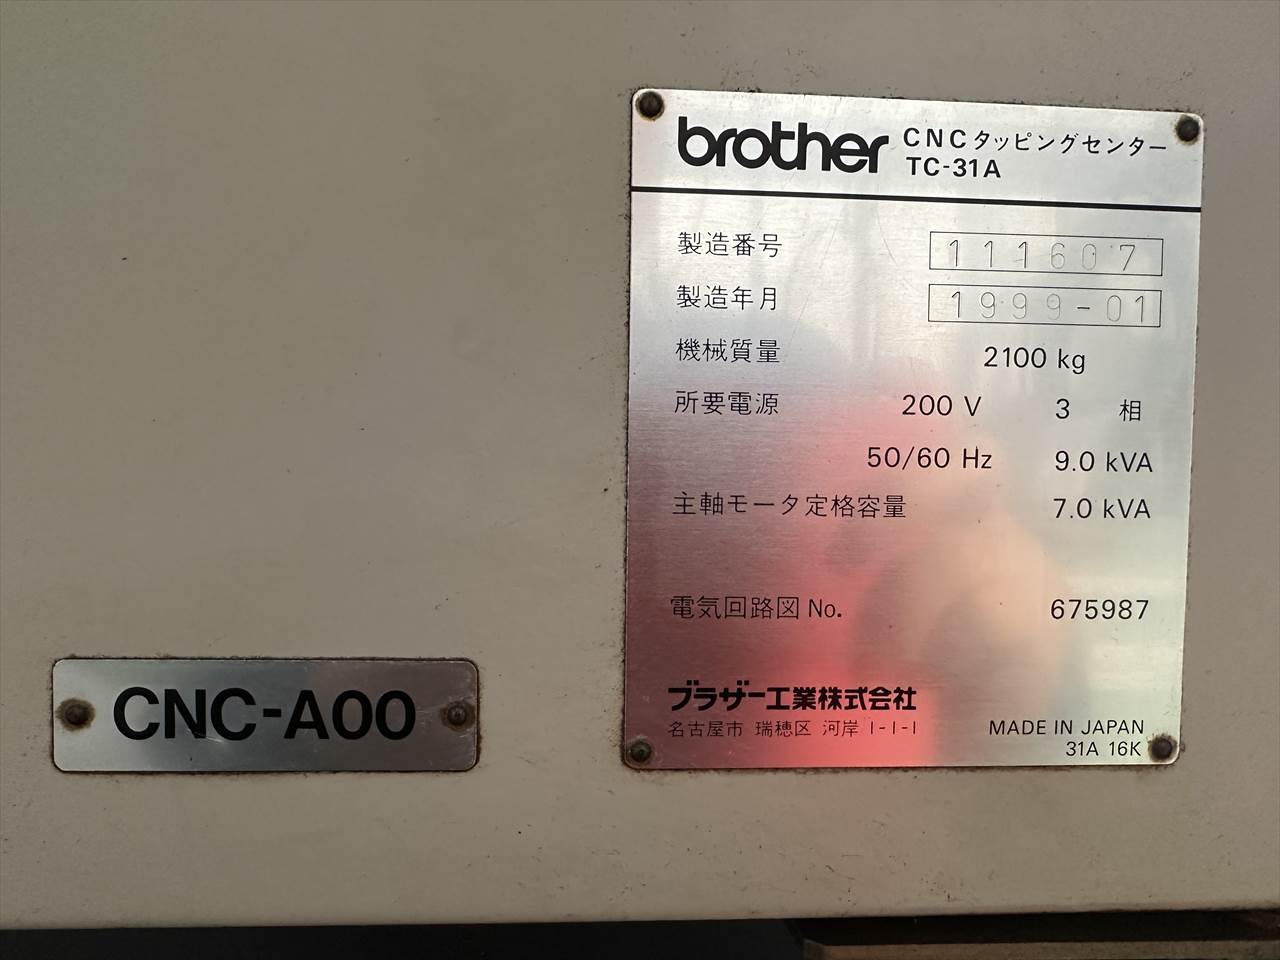 brother CNCタッピングセンター
TC-31A
製造番号 111607
製造年月 1999-01
機械質量 2100 kg
所要電源 200 V 3 相
50/60 Hz 9.0 kVA
主軸モータ定格容量 7.0 kVA
電気回路図 No. 675987
ブラザー工業株式会社
名古屋市 瑞穂区 河岸 1-1-1 MADE IN JAPAN
31A 16K
CNC-A00